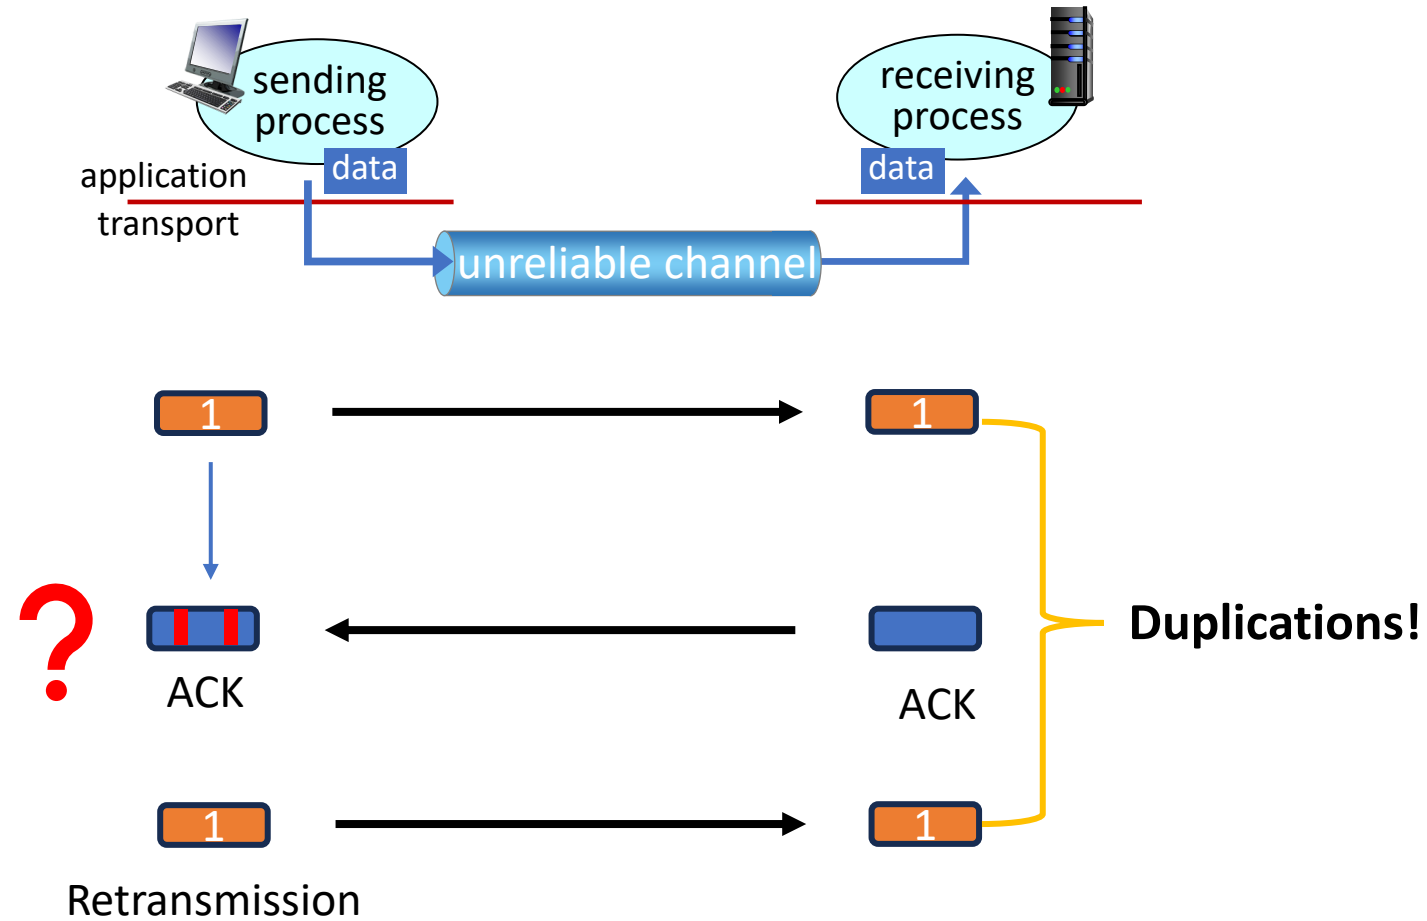 sending
process
receiving
process
data
data
application
transport
unreliable channel
1
1
?
ACK
ACK
Duplications!
1
1
Retransmission